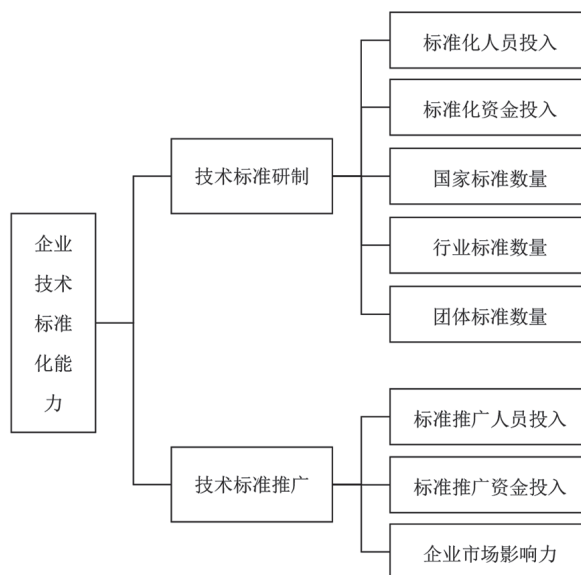 企业
技术
标准
化能
力
技术标准研制
标准化人员投入
标准化资金投入
国家标准数量
行业标准数量
团体标准数量
技术标准推广
标准推广人员投入
标准推广资金投入
企业市场影响力